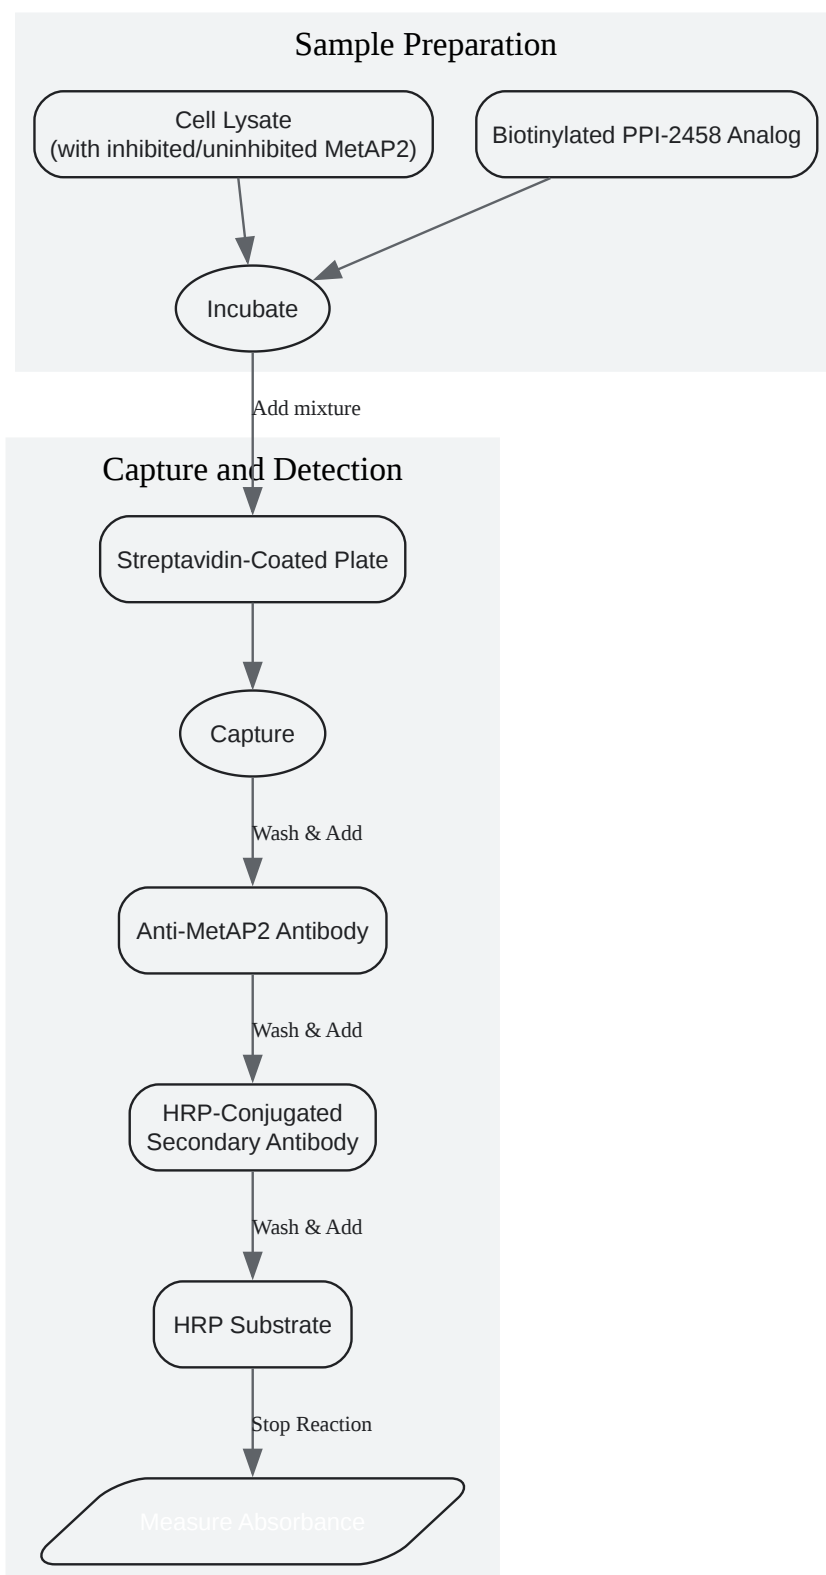 Sample Preparation
Cell Lysate
(with inhibited/uninhibited MetAP2)
Biotinylated PPI-2458 Analog
Incubate
Add mixture
Capture and Detection
Streptavidin-Coated Plate
Capture
Wash & Add
Anti-MetAP2 Antibody
Wash & Add
HRP-Conjugated
Secondary Antibody
Wash & Add
HRP Substrate
Stop Reaction
Measure Absorbance